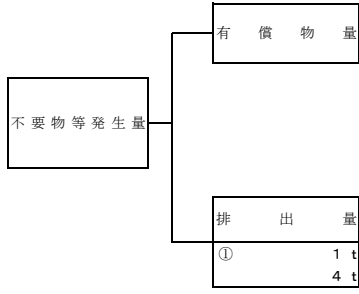 有償物量
不要物等発生量
排出量
① 1 t
4 t